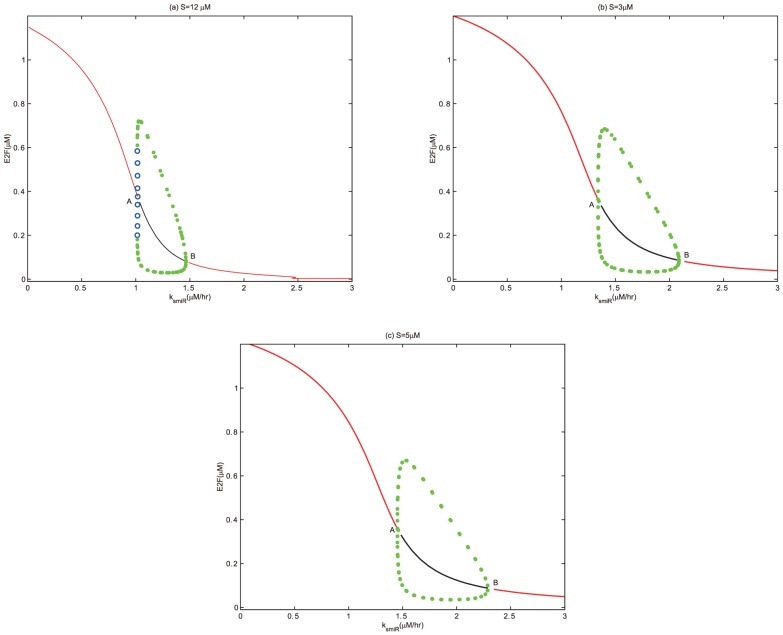 (a) S=12 μM
E2F(μM)
1
0.8
0.6
0.4
0.2
0
A
B
0 0.5 1 1.5 2 2.5 3
k_smiR(μM/hr)
(b) S=3μM
E2F(μM)
1
0.8
0.6
0.4
0.2
0
A
B
0 0.5 1 1.5 2 2.5 3
k_smiR(μM/hr)
(c) S=5μM
E2F(μM)
1
0.8
0.6
0.4
0.2
0
A
B
0 0.5 1 1.5 2 2.5 3
k_smiR(μM/hr)